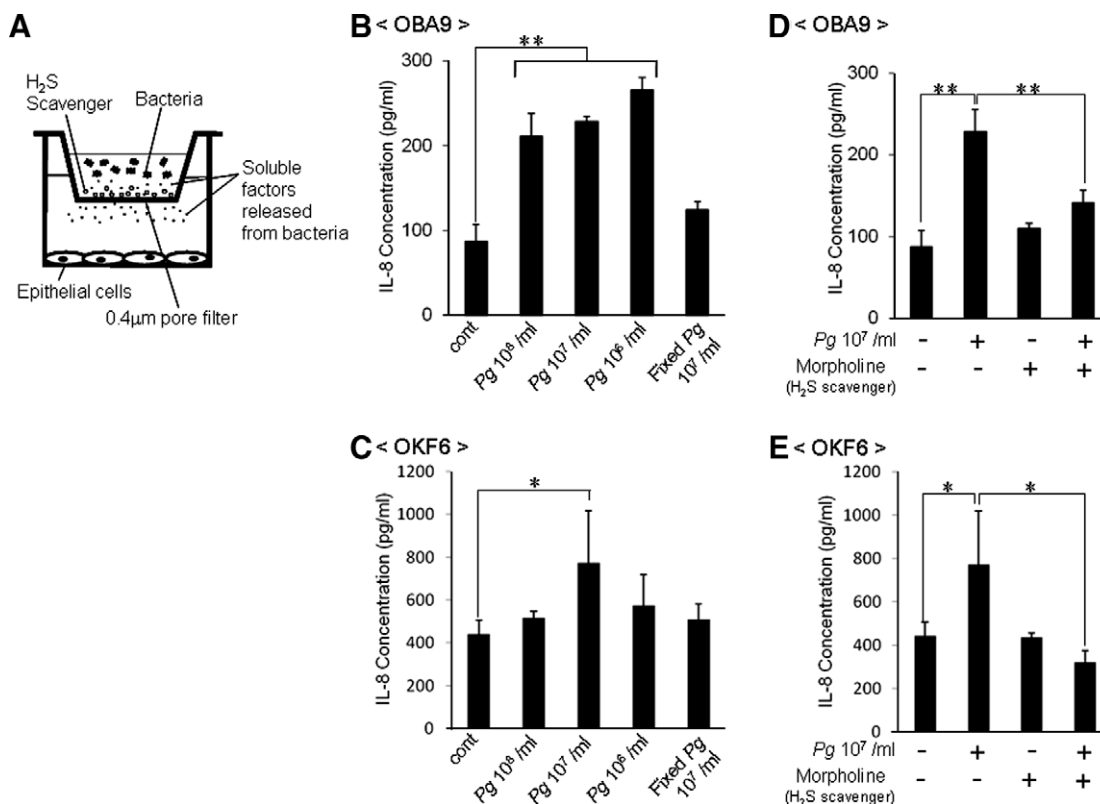 A
H₂S
Scavenger
Bacteria
Soluble
factors
released
from bacteria
Epithelial cells
0.4μm pore filter
B < OBA9 >
**
IL-8 Concentration (pg/ml)
300
200
100
0
cont
Pg 10⁸ /ml
Pg 10⁷ /ml
Pg 10⁶ /ml
Fixed Pg
10⁷ /ml
C < OKF6 >
*
IL-8 Concentration (pg/ml)
1200
1000
800
600
400
200
0
cont
Pg 10⁸ /ml
Pg 10⁷ /ml
Pg 10⁶ /ml
Fixed Pg
10⁷ /ml
D < OBA9 >
** **
IL-8 Concentration (pg/ml)
300
200
100
0
Pg 10⁷ /ml - + - +
Morpholine - - + +
(H₂S scavenger)
E < OKF6 >
* *
IL-8 Concentration (pg/ml)
1200
1000
800
600
400
200
0
Pg 10⁷ /ml - + - +
Morpholine - - + +
(H₂S scavenger)